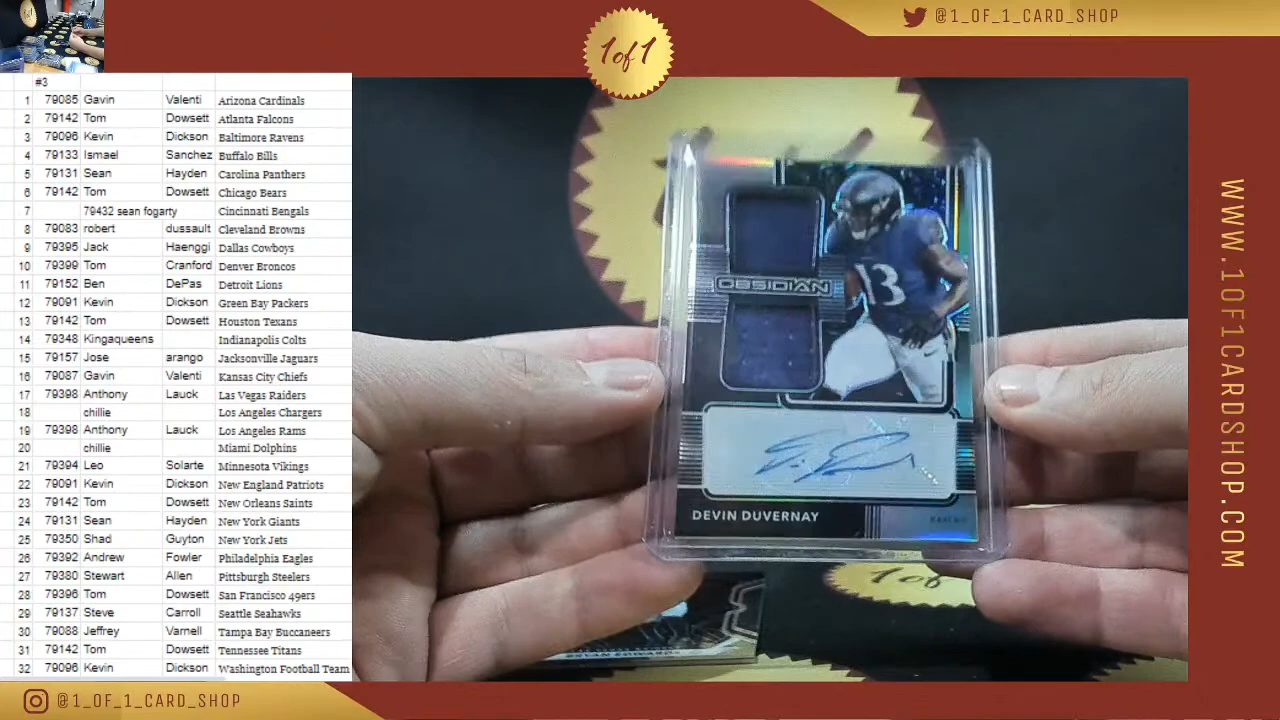 1 of 1
@1_OF_1_CARD_SHOP
#3
1 79085 Gavin Valenti Arizona Cardinals
2 79142 Tom Dowsett Atlanta Falcons
3 79096 Kevin Dickson Baltimore Ravens
4 79133 Ismael Sanchez Buffalo Bills
5 79131 Sean Hayden Carolina Panthers
6 79142 Tom Dowsett Chicago Bears
7 79432 sean fogarty Cincinnati Bengals
8 79083 robert dussault Cleveland Browns
9 79395 Jack Haenggi Dallas Cowboys
10 79399 Tom Cranford Denver Broncos
11 79152 Ben DePas Detroit Lions
12 79091 Kevin Dickson Green Bay Packers
13 79142 Tom Dowsett Houston Texans
14 79348 Kingaqueens Indianapolis Colts
15 79157 Jose arango Jacksonville Jaguars
16 79087 Gavin Valenti Kansas City Chiefs
17 79398 Anthony Lauck Las Vegas Raiders
18 chillie Los Angeles Chargers
19 79398 Anthony Lauck Los Angeles Rams
20 chillie Miami Dolphins
21 79394 Leo Solarte Minnesota Vikings
22 79091 Kevin Dickson New England Patriots
23 79142 Tom Dowsett New Orleans Saints
24 79131 Sean Hayden New York Giants
25 79350 Shad Guyton New York Jets
26 79392 Andrew Fowler Philadelphia Eagles
27 79380 Stewart Allen Pittsburgh Steelers
28 79396 Tom Dowsett San Francisco 49ers
29 79137 Steve Carroll Seattle Seahawks
30 79088 Jeffrey Varnell Tampa Bay Buccaneers
31 79142 Tom Dowsett Tennessee Titans
32 79096 Kevin Dickson Washington Football Team
OBSIDIAN
13
DEVIN DUVERNAY
1 of
BRYAN EDWARDS
WWW.1OF1CARDSHOP.COM
@1_OF_1_CARD_SHOP